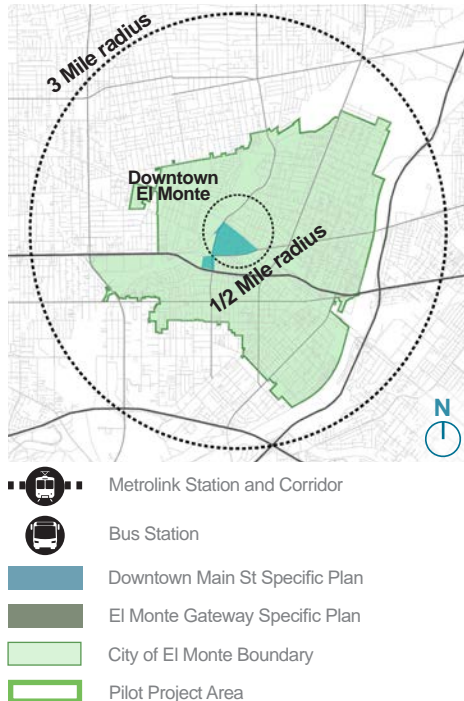 3 Mile radius
Downtown
El Monte
1/2 Mile radius
N
Metrolink Station and Corridor
Bus Station
Downtown Main St Specific Plan
El Monte Gateway Specific Plan
City of El Monte Boundary
Pilot Project Area